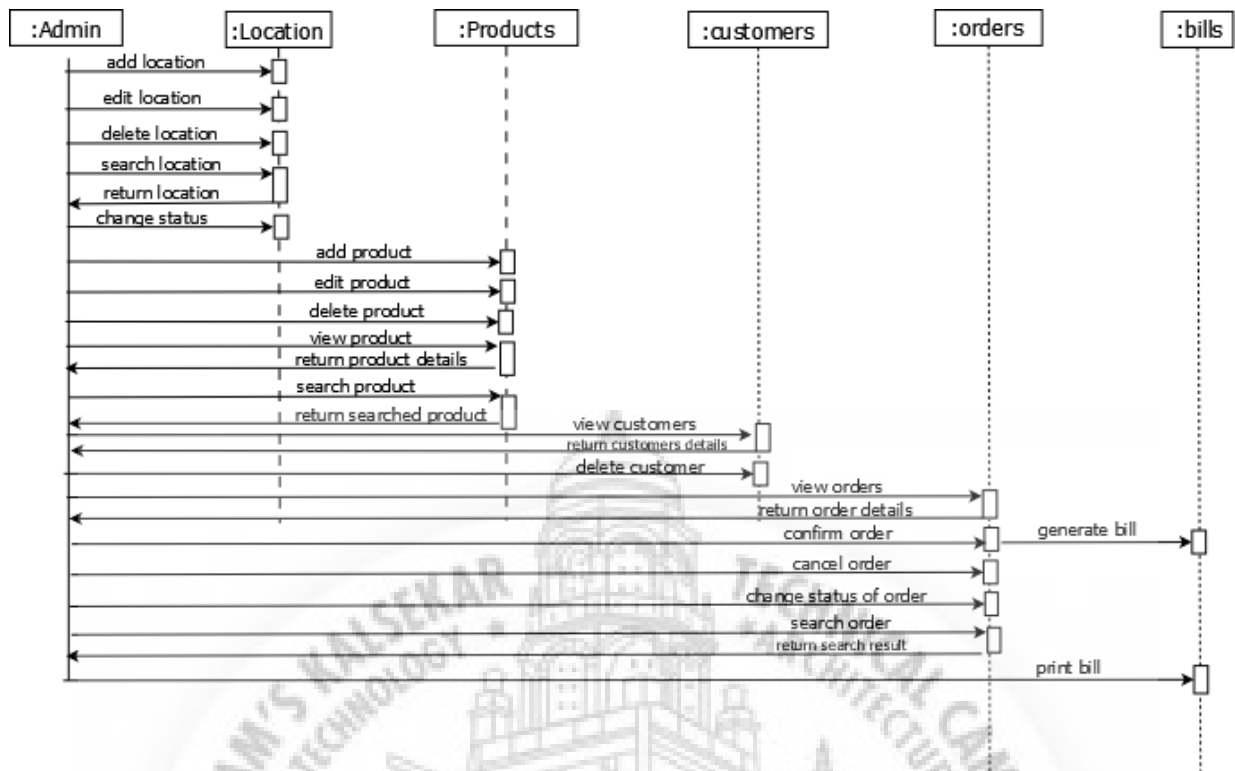 :Admin
:Location
:Products
:customers
:orders
:bills
add location
edit location
delete location
search location
return location
change status
add product
edit product
delete product
view product
return product details
search product
return searched product
view customers
return customers details
delete customer
view orders
return order details
confirm order
generate bill
cancel order
change status of order
search order
return search result
print bill
KALSEKAR
TECHNICAL